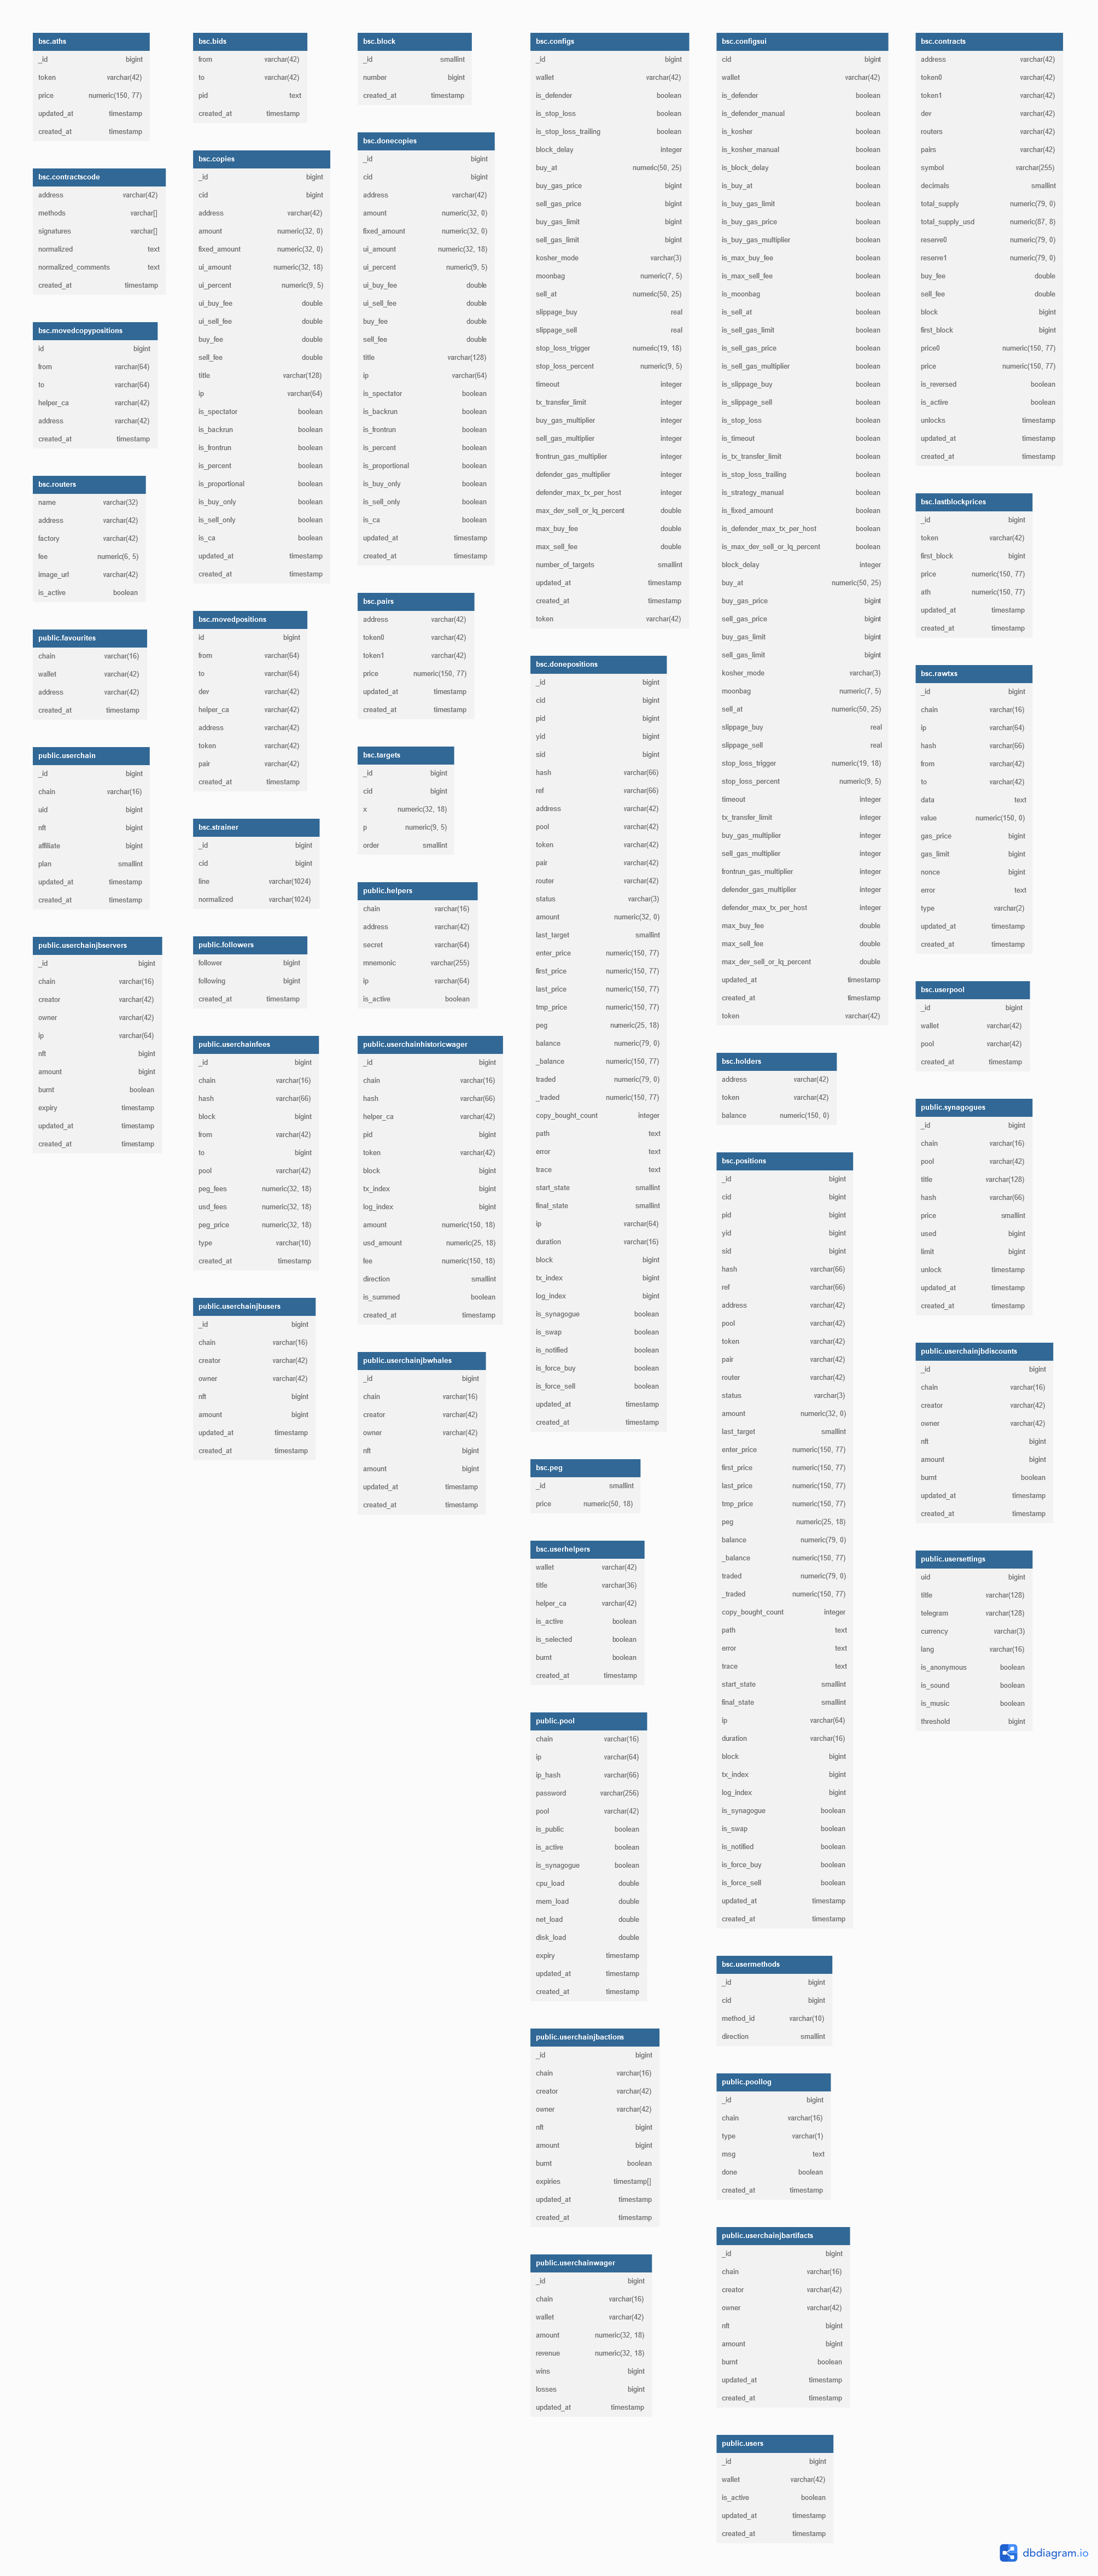 bsc.aths
_id bigint
token varchar(42)
price numeric(150, 77)
updated_at timestamp
created_at timestamp
bsc.contractscode
address varchar(42)
methods varchar[]
signatures varchar[]
normalized text
normalized_comments text
created_at timestamp
bsc.movedcopypositions
id bigint
from varchar(64)
to varchar(64)
helper_ca varchar(42)
address varchar(42)
created_at timestamp
bsc.routers
name varchar(32)
address varchar(42)
factory varchar(42)
fee numeric(6, 5)
image_url varchar(42)
is_active boolean
public.favourites
chain varchar(16)
wallet varchar(42)
address varchar(42)
created_at timestamp
public.userchain
_id bigint
chain varchar(16)
uid bigint
nft bigint
affiliate bigint
plan smallint
updated_at timestamp
created_at timestamp
public.userchainjbservers
_id bigint
chain varchar(16)
creator varchar(42)
owner varchar(42)
ip varchar(64)
nft bigint
amount bigint
burnt boolean
expiry timestamp
updated_at timestamp
created_at timestamp
bsc.bids
from varchar(42)
to varchar(42)
pid text
created_at timestamp
bsc.copies
_id bigint
cid bigint
address varchar(42)
amount numeric(32, 0)
fixed_amount numeric(32, 0)
ui_amount numeric(32, 18)
ui_percent numeric(9, 5)
ui_buy_fee double
ui_sell_fee double
buy_fee double
sell_fee double
title varchar(128)
ip varchar(64)
is_spectator boolean
is_backrun boolean
is_frontrun boolean
is_percent boolean
is_proportional boolean
is_buy_only boolean
is_sell_only boolean
is_ca boolean
updated_at timestamp
created_at timestamp
bsc.movedpositions
id bigint
from varchar(64)
to varchar(64)
dev varchar(42)
helper_ca varchar(42)
address varchar(42)
token varchar(42)
pair varchar(42)
created_at timestamp
bsc.strainer
_id bigint
cid bigint
line varchar(1024)
normalized varchar(1024)
public.followers
follower bigint
following bigint
created_at timestamp
public.userchainfees
_id bigint
chain varchar(16)
hash varchar(66)
block bigint
from varchar(42)
to bigint
pool varchar(42)
peg_fees numeric(32, 18)
usd_fees numeric(32, 18)
peg_price numeric(32, 18)
type varchar(10)
created_at timestamp
public.userchainjbusers
_id bigint
chain varchar(16)
creator varchar(42)
owner varchar(42)
nft bigint
amount bigint
updated_at timestamp
created_at timestamp
bsc.block
_id smallint
number bigint
created_at timestamp
bsc.donecopies
_id bigint
cid bigint
address varchar(42)
amount numeric(32, 0)
fixed_amount numeric(32, 0)
ui_amount numeric(32, 18)
ui_percent numeric(9, 5)
ui_buy_fee double
ui_sell_fee double
buy_fee double
sell_fee double
title varchar(128)
ip varchar(64)
is_spectator boolean
is_backrun boolean
is_frontrun boolean
is_percent boolean
is_proportional boolean
is_buy_only boolean
is_sell_only boolean
is_ca boolean
updated_at timestamp
created_at timestamp
bsc.pairs
address varchar(42)
token0 varchar(42)
token1 varchar(42)
price numeric(150, 77)
updated_at timestamp
created_at timestamp
bsc.targets
_id bigint
cid bigint
x numeric(32, 18)
p numeric(9, 5)
order smallint
public.helpers
chain varchar(16)
address varchar(42)
secret varchar(64)
mnemonic varchar(255)
ip varchar(64)
is_active boolean
public.userchainhistoricwager
_id bigint
chain varchar(16)
hash varchar(66)
helper_ca varchar(42)
pid bigint
token varchar(42)
block bigint
tx_index bigint
log_index bigint
amount numeric(150, 18)
usd_amount numeric(25, 18)
fee numeric(150, 18)
direction smallint
is_summed boolean
created_at timestamp
public.userchainjbwhales
_id bigint
chain varchar(16)
creator varchar(42)
owner varchar(42)
nft bigint
amount bigint
updated_at timestamp
created_at timestamp
bsc.configs
_id bigint
wallet varchar(42)
is_defender boolean
is_stop_loss boolean
is_stop_loss_trailing boolean
block_delay integer
buy_at numeric(50, 25)
buy_gas_price bigint
sell_gas_price bigint
buy_gas_limit bigint
sell_gas_limit bigint
kosher_mode varchar(3)
moonbag numeric(7, 5)
sell_at numeric(50, 25)
slippage_buy real
slippage_sell real
stop_loss_trigger numeric(19, 18)
stop_loss_percent numeric(9, 5)
timeout integer
tx_transfer_limit integer
buy_gas_multiplier integer
sell_gas_multiplier integer
frontrun_gas_multiplier integer
defender_gas_multiplier integer
defender_max_tx_per_host integer
max_dev_sell_or_lq_percent double
max_buy_fee double
max_sell_fee double
number_of_targets smallint
updated_at timestamp
created_at timestamp
token varchar(42)
bsc.donepositions
_id bigint
cid bigint
pid bigint
yid bigint
sid bigint
hash varchar(66)
ref varchar(66)
address varchar(42)
pool varchar(42)
token varchar(42)
pair varchar(42)
router varchar(42)
status varchar(3)
amount numeric(32, 0)
last_target smallint
enter_price numeric(150, 77)
first_price numeric(150, 77)
last_price numeric(150, 77)
tmp_price numeric(150, 77)
peg numeric(25, 18)
balance numeric(79, 0)
_balance numeric(150, 77)
traded numeric(79, 0)
_traded numeric(150, 77)
copy_bought_count integer
path text
error text
trace text
start_state smallint
final_state smallint
ip varchar(64)
duration varchar(16)
block bigint
tx_index bigint
log_index bigint
is_synagogue boolean
is_swap boolean
is_notified boolean
is_force_buy boolean
is_force_sell boolean
updated_at timestamp
created_at timestamp
bsc.peg
_id smallint
price numeric(50, 18)
bsc.userhelpers
wallet varchar(42)
title varchar(36)
helper_ca varchar(42)
is_active boolean
is_selected boolean
burnt boolean
created_at timestamp
public.pool
chain varchar(16)
ip varchar(64)
ip_hash varchar(66)
password varchar(256)
pool varchar(42)
is_public boolean
is_active boolean
is_synagogue boolean
cpu_load double
mem_load double
net_load double
disk_load double
expiry timestamp
updated_at timestamp
created_at timestamp
public.userchainjbactions
_id bigint
chain varchar(16)
creator varchar(42)
owner varchar(42)
nft bigint
amount bigint
burnt boolean
expiries timestamp[]
updated_at timestamp
created_at timestamp
public.userchainwager
_id bigint
chain varchar(16)
wallet varchar(42)
amount numeric(32, 18)
revenue numeric(32, 18)
wins bigint
losses bigint
updated_at timestamp
bsc.configsui
cid bigint
wallet varchar(42)
is_defender boolean
is_defender_manual boolean
is_kosher boolean
is_kosher_manual boolean
is_block_delay boolean
is_buy_at boolean
is_buy_gas_limit boolean
is_buy_gas_price boolean
is_buy_gas_multiplier boolean
is_max_buy_fee boolean
is_max_sell_fee boolean
is_moonbag boolean
is_sell_at boolean
is_sell_gas_limit boolean
is_sell_gas_price boolean
is_sell_gas_multiplier boolean
is_slippage_buy boolean
is_slippage_sell boolean
is_stop_loss boolean
is_timeout boolean
is_tx_transfer_limit boolean
is_stop_loss_trailing boolean
is_strategy_manual boolean
is_fixed_amount boolean
is_defender_max_tx_per_host boolean
is_max_dev_sell_or_lq_percent boolean
block_delay integer
buy_at numeric(50, 25)
buy_gas_price bigint
sell_gas_price bigint
buy_gas_limit bigint
sell_gas_limit bigint
kosher_mode varchar(3)
moonbag numeric(7, 5)
sell_at numeric(50, 25)
slippage_buy real
slippage_sell real
stop_loss_trigger numeric(19, 18)
stop_loss_percent numeric(9, 5)
timeout integer
tx_transfer_limit integer
buy_gas_multiplier integer
sell_gas_multiplier integer
frontrun_gas_multiplier integer
defender_gas_multiplier integer
defender_max_tx_per_host integer
max_buy_fee double
max_sell_fee double
max_dev_sell_or_lq_percent double
updated_at timestamp
created_at timestamp
token varchar(42)
bsc.holders
address varchar(42)
token varchar(42)
balance numeric(150, 0)
bsc.positions
_id bigint
cid bigint
pid bigint
yid bigint
sid bigint
hash varchar(66)
ref varchar(66)
address varchar(42)
pool varchar(42)
token varchar(42)
pair varchar(42)
router varchar(42)
status varchar(3)
amount numeric(32, 0)
last_target smallint
enter_price numeric(150, 77)
first_price numeric(150, 77)
last_price numeric(150, 77)
tmp_price numeric(150, 77)
peg numeric(25, 18)
balance numeric(79, 0)
_balance numeric(150, 77)
traded numeric(79, 0)
_traded numeric(150, 77)
copy_bought_count integer
path text
error text
trace text
start_state smallint
final_state smallint
ip varchar(64)
duration varchar(16)
block bigint
tx_index bigint
log_index bigint
is_synagogue boolean
is_swap boolean
is_notified boolean
is_force_buy boolean
is_force_sell boolean
updated_at timestamp
created_at timestamp
bsc.usermethods
_id bigint
cid bigint
method_id varchar(10)
direction smallint
public.poollog
_id bigint
chain varchar(16)
type varchar(1)
msg text
done boolean
created_at timestamp
public.userchainjbartifacts
_id bigint
chain varchar(16)
creator varchar(42)
owner varchar(42)
nft bigint
amount bigint
burnt boolean
updated_at timestamp
created_at timestamp
public.users
_id bigint
wallet varchar(42)
is_active boolean
updated_at timestamp
created_at timestamp
bsc.contracts
address varchar(42)
token0 varchar(42)
token1 varchar(42)
dev varchar(42)
routers varchar(42)
pairs varchar(42)
symbol varchar(255)
decimals smallint
total_supply numeric(79, 0)
total_supply_usd numeric(87, 8)
reserve0 numeric(79, 0)
reserve1 numeric(79, 0)
buy_fee double
sell_fee double
block bigint
first_block bigint
price0 numeric(150, 77)
price numeric(150, 77)
is_reversed boolean
is_active boolean
unlocks timestamp
updated_at timestamp
created_at timestamp
bsc.lastblockprices
_id bigint
token varchar(42)
first_block bigint
price numeric(150, 77)
ath numeric(150, 77)
updated_at timestamp
created_at timestamp
bsc.rawtxs
_id bigint
chain varchar(16)
ip varchar(64)
hash varchar(66)
from varchar(42)
to varchar(42)
data text
value numeric(150, 0)
gas_price bigint
gas_limit bigint
nonce bigint
error text
type varchar(2)
updated_at timestamp
created_at timestamp
bsc.userpool
_id bigint
wallet varchar(42)
pool varchar(42)
created_at timestamp
public.synagogues
_id bigint
chain varchar(16)
pool varchar(42)
title varchar(128)
hash varchar(66)
price smallint
used bigint
limit bigint
unlock timestamp
updated_at timestamp
created_at timestamp
public.userchainjbdiscounts
_id bigint
chain varchar(16)
creator varchar(42)
owner varchar(42)
nft bigint
amount bigint
burnt boolean
updated_at timestamp
created_at timestamp
public.usersettings
uid bigint
title varchar(128)
telegram varchar(128)
currency varchar(3)
lang varchar(16)
is_anonymous boolean
is_sound boolean
is_music boolean
threshold bigint
dbdiagram.io